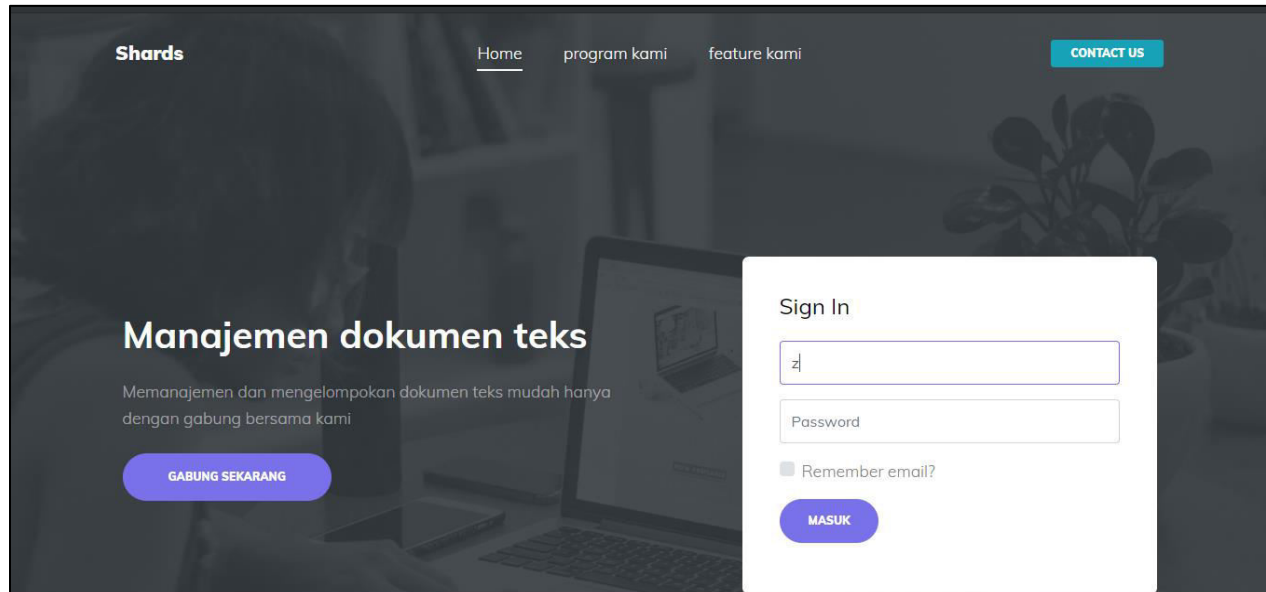 Shards
Home
program kami
feature kami
CONTACT US
Manajemen dokumen teks
Memanajemen dan mengelompokan dokumen teks mudah hanya
dengan gabung bersama kami
GABUNG SEKARANG
Sign In
z
Password
Remember email?
MASUK